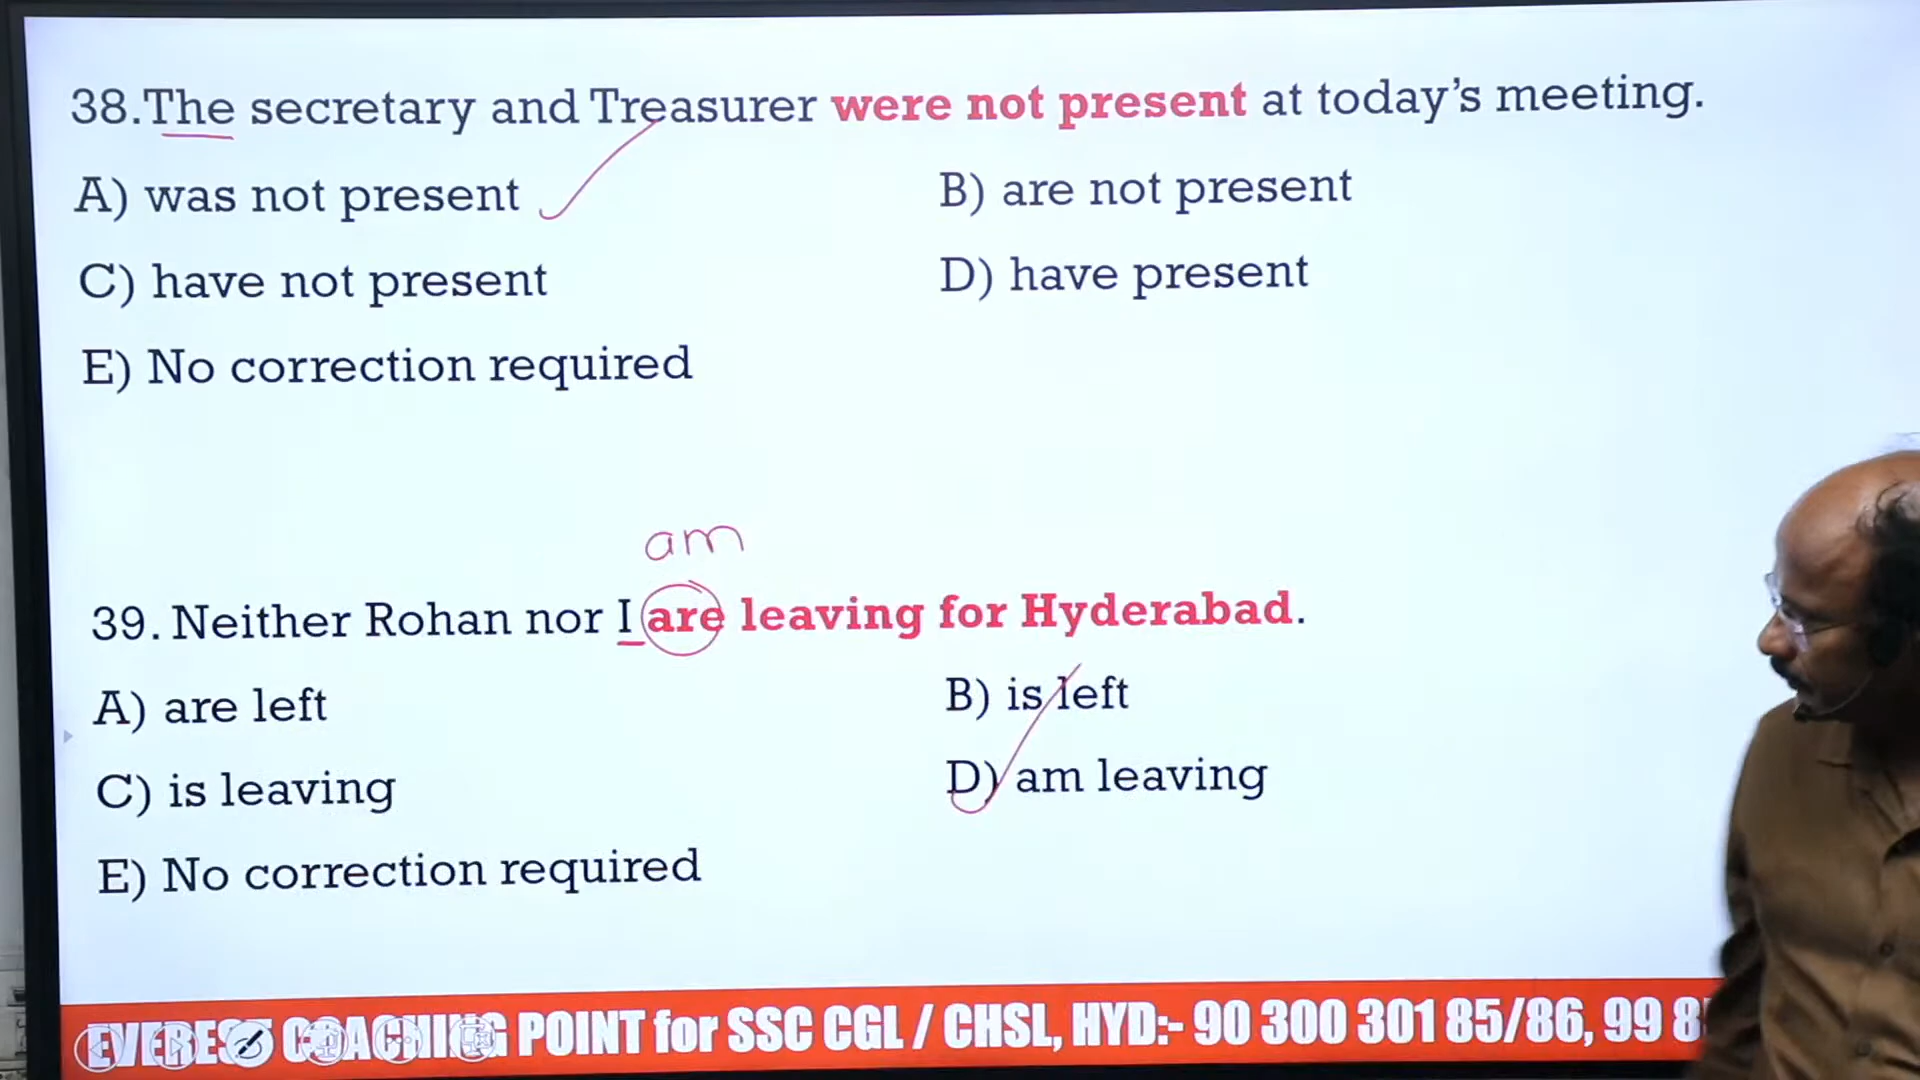 38.The secretary and Treasurer were not present at today's meeting.
A) was not present
B) are not present
C) have not present
D) have present
E) No correction required
am
39. Neither Rohan nor I are leaving for Hyderabad.
A) are left
B) is left
C) is leaving
D) am leaving
E) No correction required
EVEREST COACHING POINT for SSC CGL / CHSL, HYD:- 90 300 301 85/86, 99 8